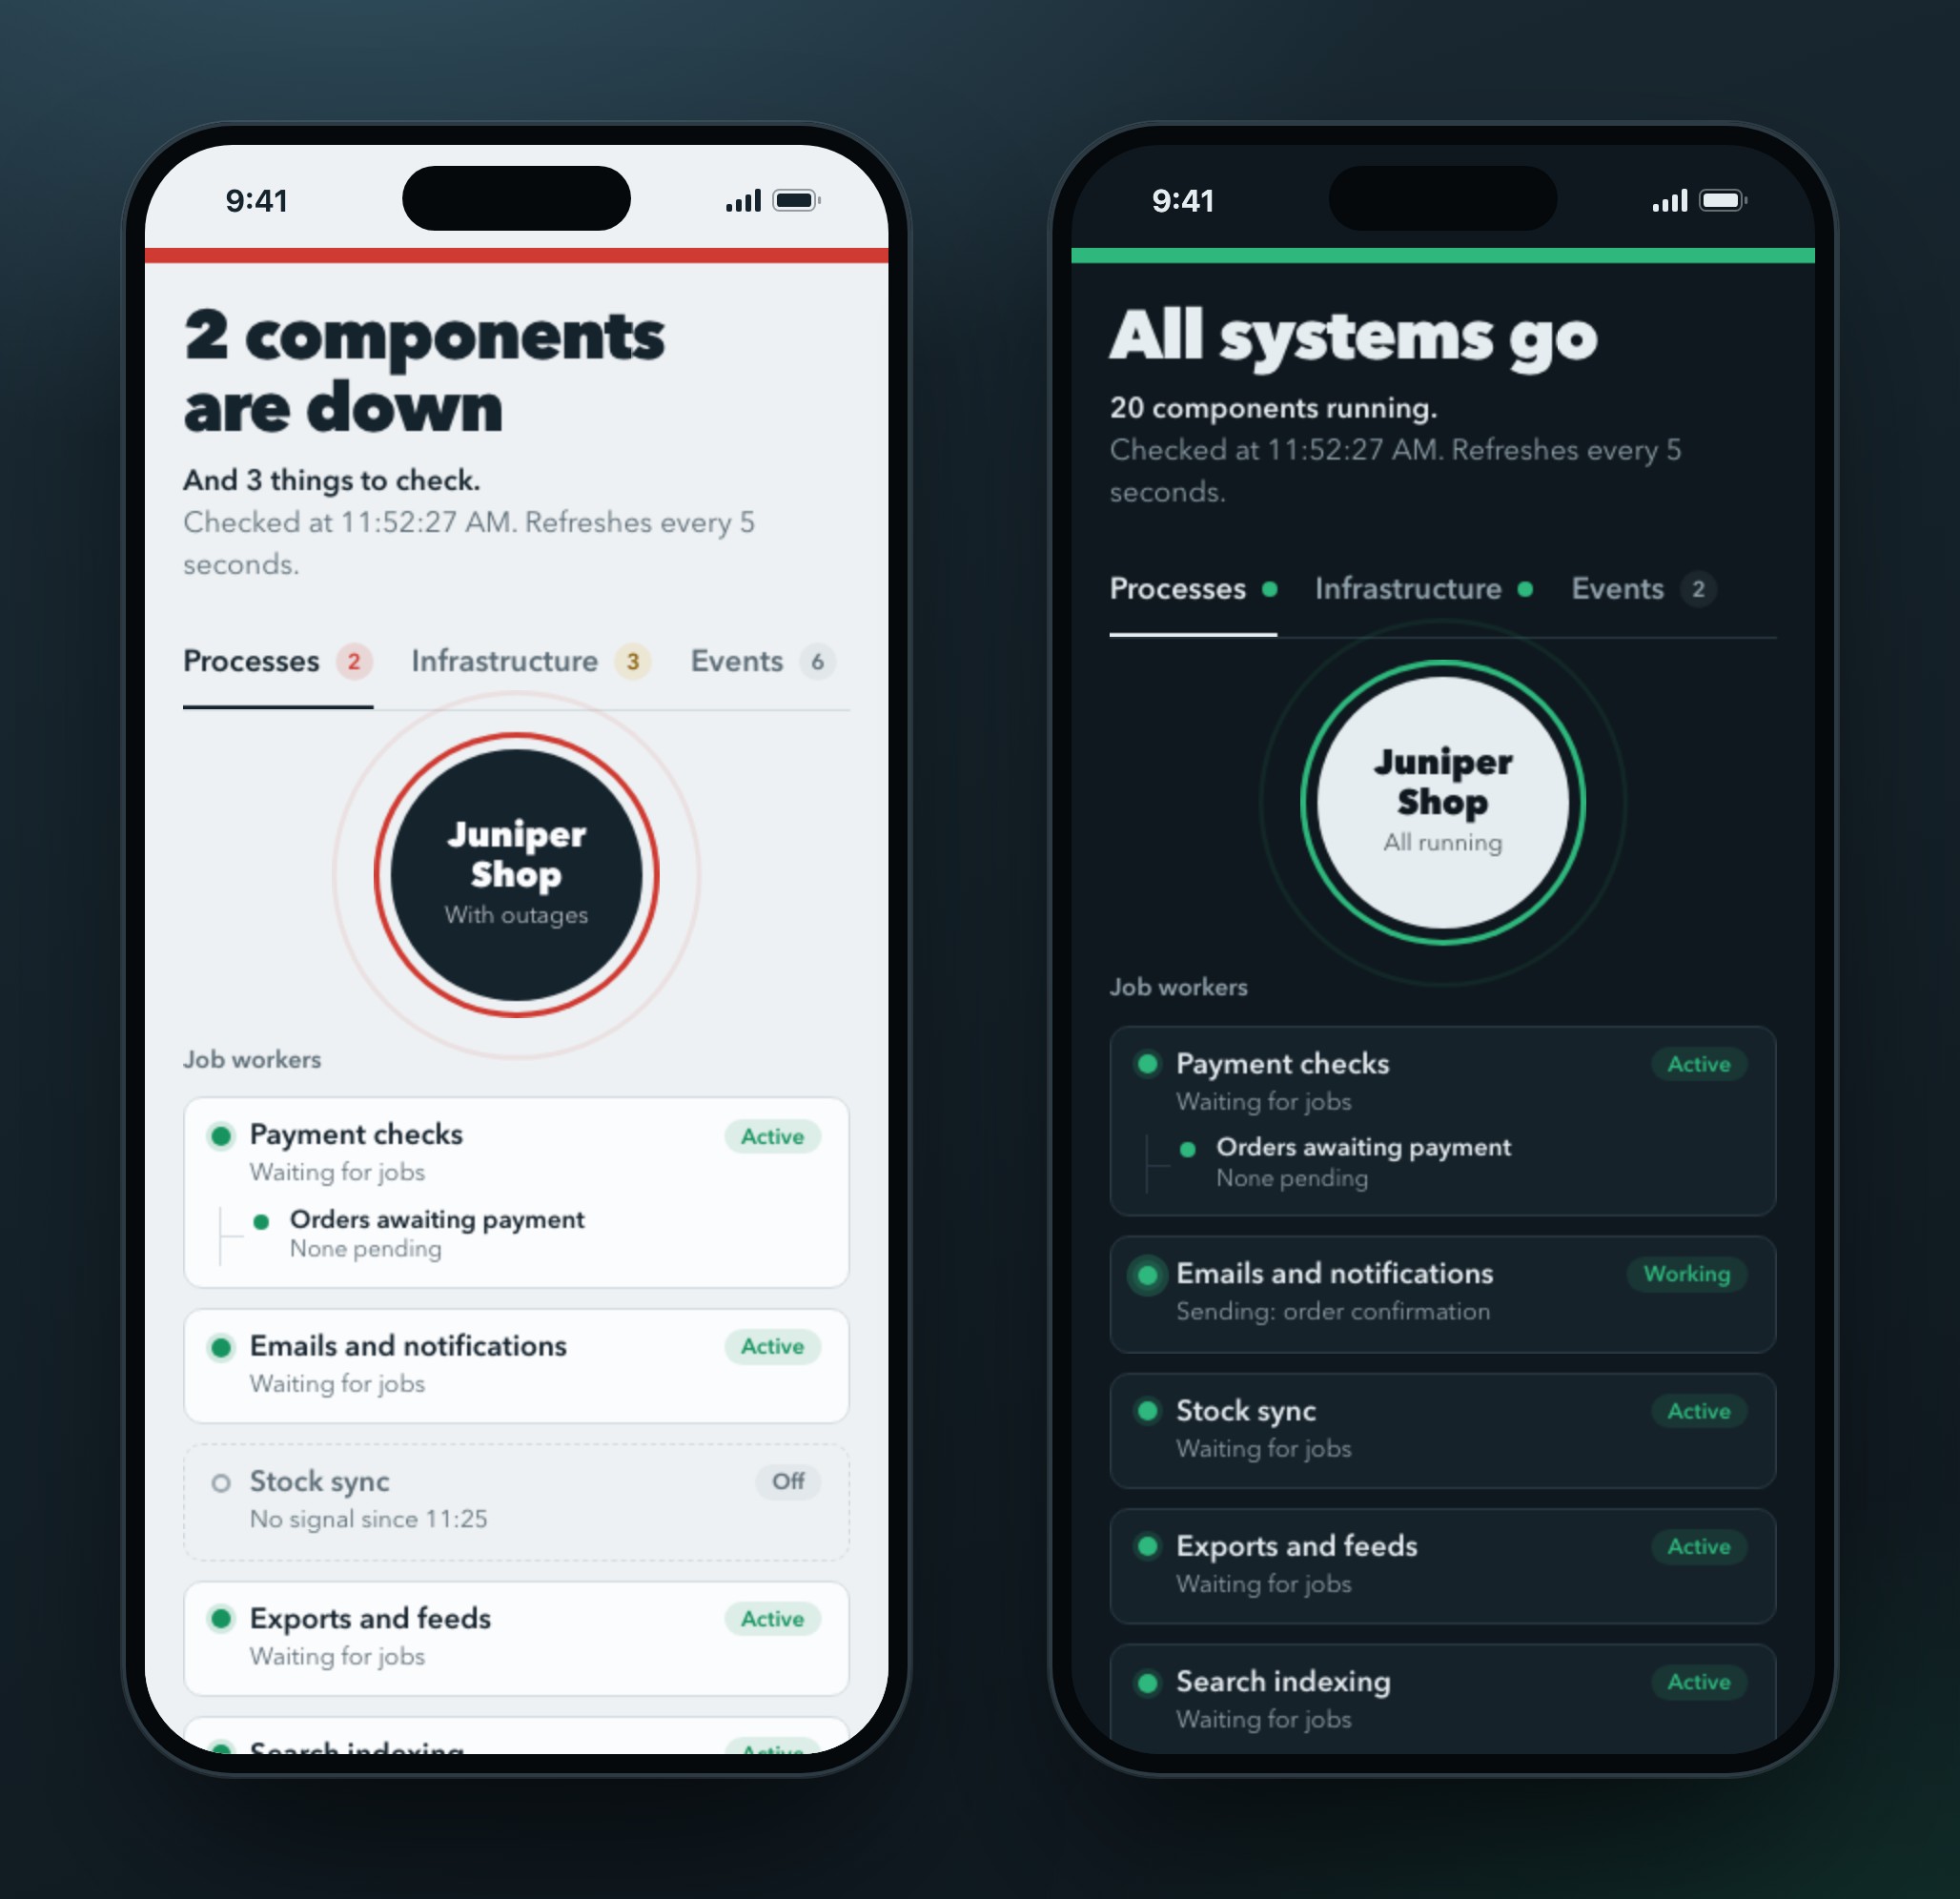 9:41
2 components
are down
And 3 things to check.
Checked at 11:52:27 AM. Refreshes every 5
seconds.
Processes 2 Infrastructure 3 Events 6
Juniper
Shop
With outages
Job workers
Payment checks Active
Waiting for jobs
Orders awaiting payment
None pending
Emails and notifications Active
Waiting for jobs
Stock sync Off
No signal since 11:25
Exports and feeds Active
Waiting for jobs
Search indexing Active
9:41
All systems go
20 components running.
Checked at 11:52:27 AM. Refreshes every 5
seconds.
Processes Infrastructure Events 2
Juniper
Shop
All running
Job workers
Payment checks Active
Waiting for jobs
Orders awaiting payment
None pending
Emails and notifications Working
Sending: order confirmation
Stock sync Active
Waiting for jobs
Exports and feeds Active
Waiting for jobs
Search indexing Active
Waiting for jobs